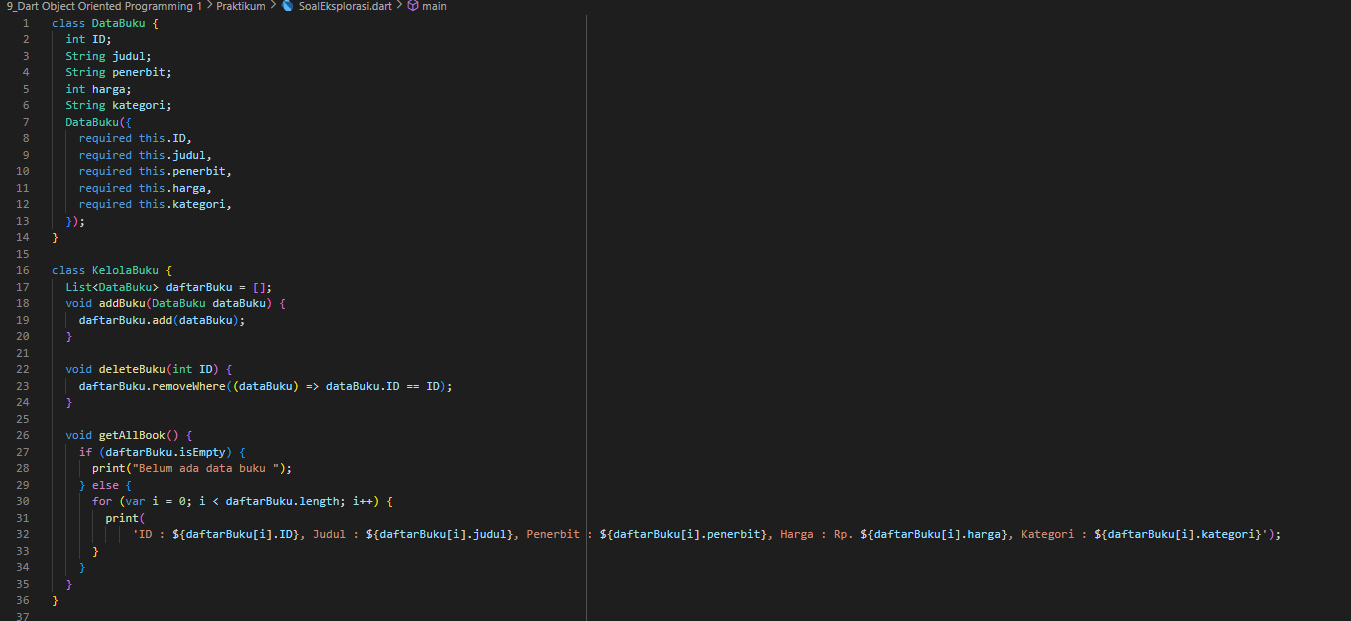 9_Dart Object Oriented Programming 1 > Praktikum > SoalEksplorasi.dart > main
1 class DataBuku {
2   int ID;
3   String judul;
4   String penerbit;
5   int harga;
6   String kategori;
7   DataBuku({
8     required this.ID,
9     required this.judul,
10     required this.penerbit,
11     required this.harga,
12     required this.kategori,
13   });
14 }
15
16 class KelolaBuku {
17   List<DataBuku> daftarBuku = [];
18   void addBuku(DataBuku dataBuku) {
19     daftarBuku.add(dataBuku);
20   }
21
22   void deleteBuku(int ID) {
23     daftarBuku.removeWhere((dataBuku) => dataBuku.ID == ID);
24   }
25
26   void getAllBook() {
27     if (daftarBuku.isEmpty) {
28       print("Belum ada data buku ");
29     } else {
30       for (var i = 0; i < daftarBuku.length; i++) {
31         print(
32             'ID : ${daftarBuku[i].ID}, Judul : ${daftarBuku[i].judul}, Penerbit : ${daftarBuku[i].penerbit}, Harga : Rp. ${daftarBuku[i].harga}, Kategori : ${daftarBuku[i].kategori}');
33       }
34     }
35   }
36 }
37